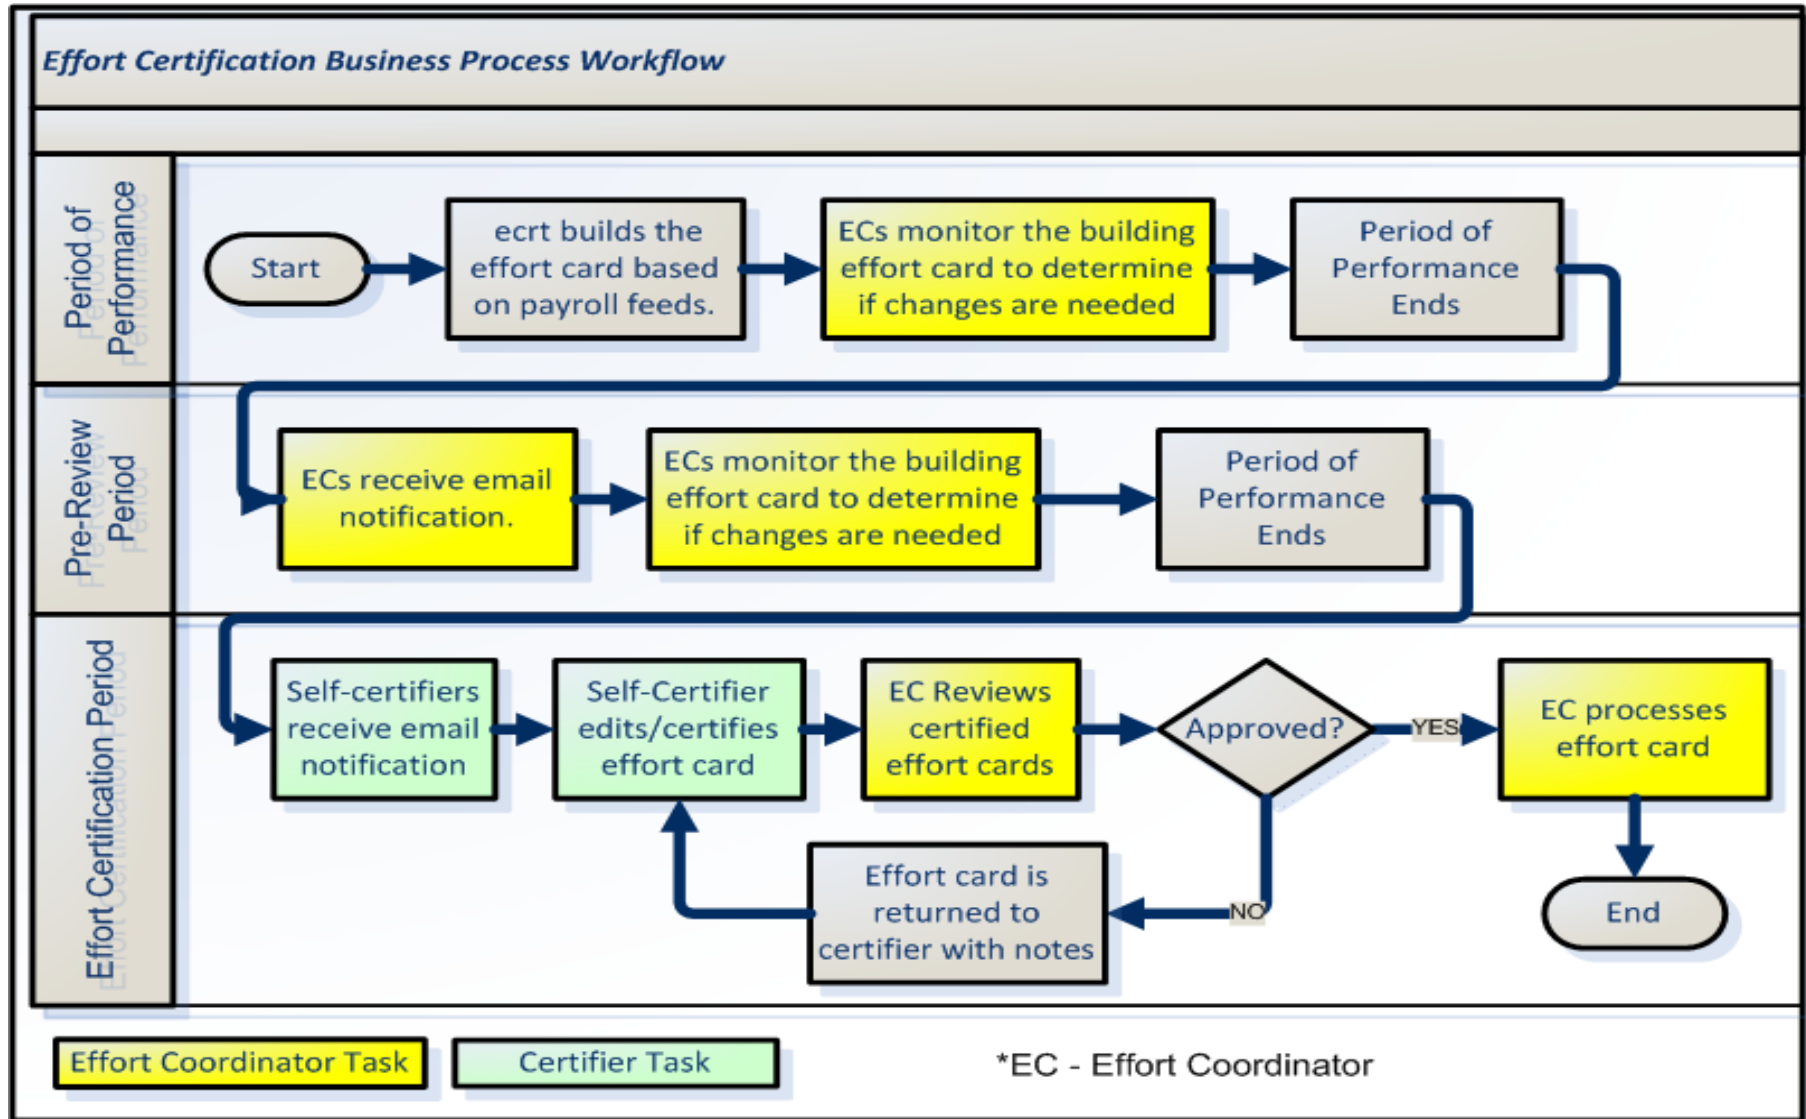 Effort Certification Business Process Workflow
Period of
Performance
Start
ecrt builds the
effort card based
on payroll feeds.
ECs monitor the building
effort card to determine
if changes are needed
Period of
Performance
Ends
Pre-Review
Period
ECs receive email
notification.
ECs monitor the building
effort card to determine
if changes are needed
Period of
Performance
Ends
Effort Certification Period
Self-certifiers
receive email
notification
Self-Certifier
edits/certifies
effort card
EC Reviews
certified
effort cards
Approved?
YES
EC processes
effort card
NO
Effort card is
returned to
certifier with notes
End
Effort Coordinator Task
Certifier Task
*EC - Effort Coordinator